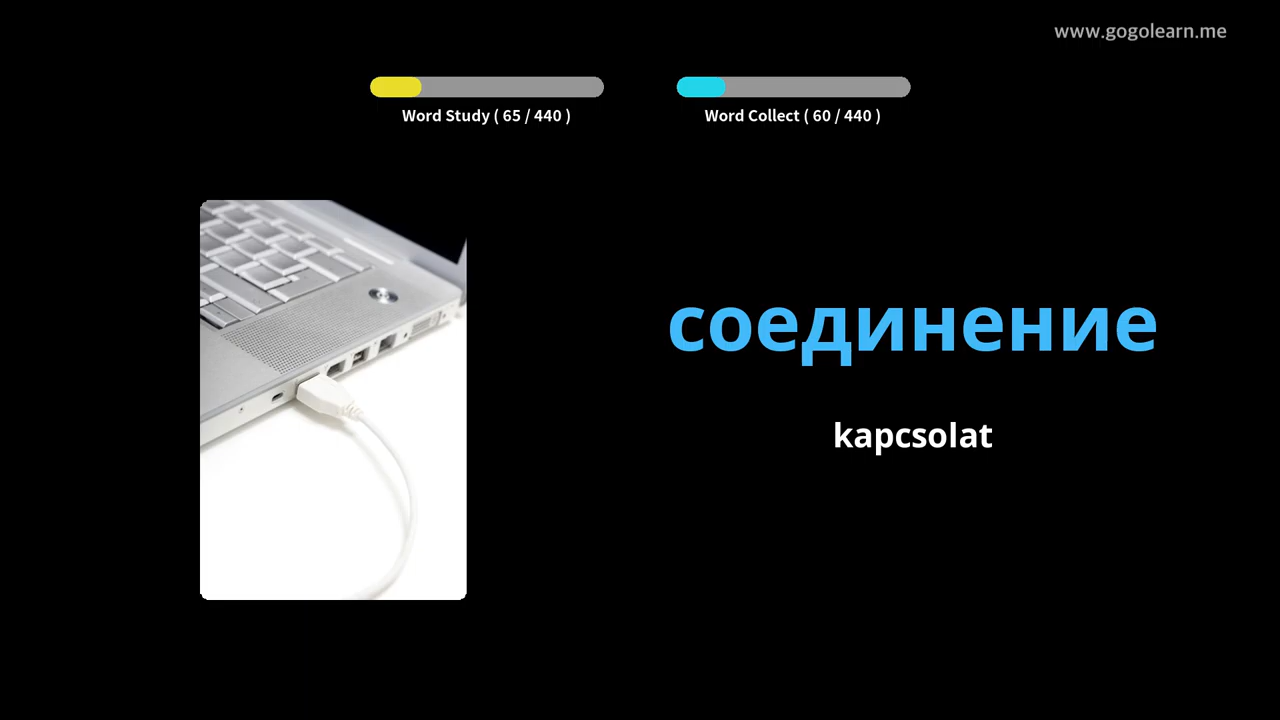 www.gogolearn.me
Word Study ( 65 / 440 )
Word Collect ( 60 / 440 )
соединение
kapcsolat